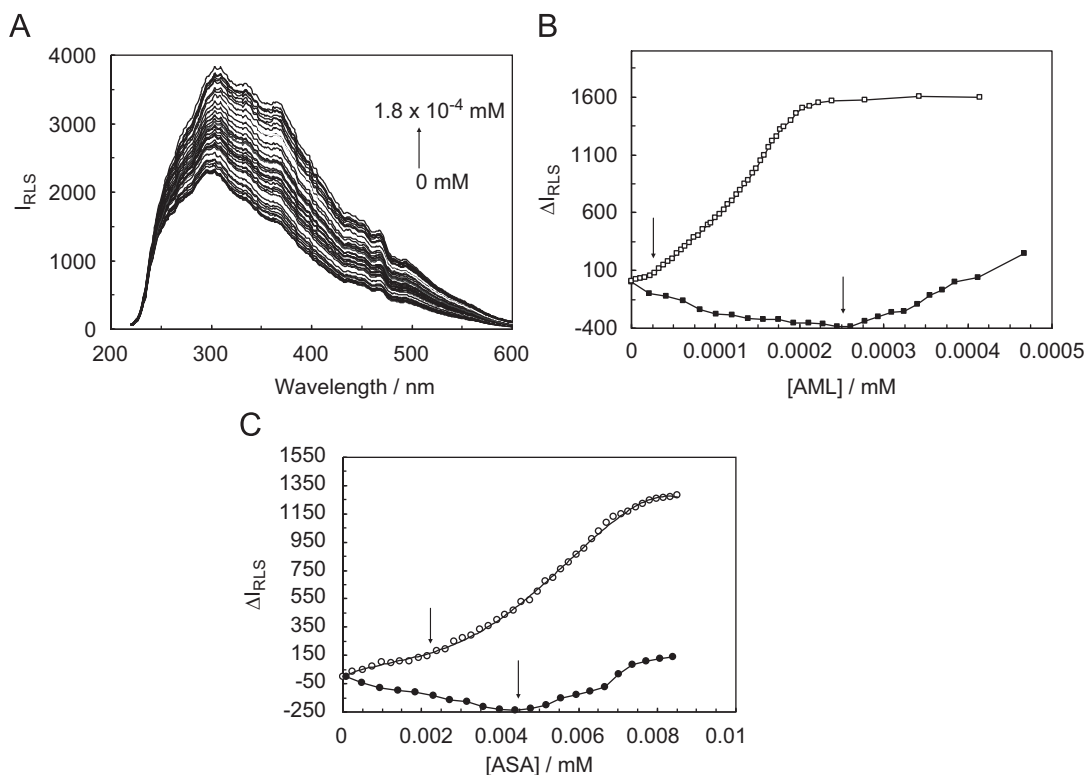 A
4000
3000
2000
1000
0
I_RLS
1.8 x 10^-4 mM
0 mM
200 300 400 500 600
Wavelength / nm
B
1600
1100
600
100
-400
ΔI_RLS
0 0.0001 0.0002 0.0003 0.0004 0.0005
[AML] / mM
C
1550
1350
1150
950
750
550
350
150
-50
-250
ΔI_RLS
0 0.002 0.004 0.006 0.008 0.01
[ASA] / mM